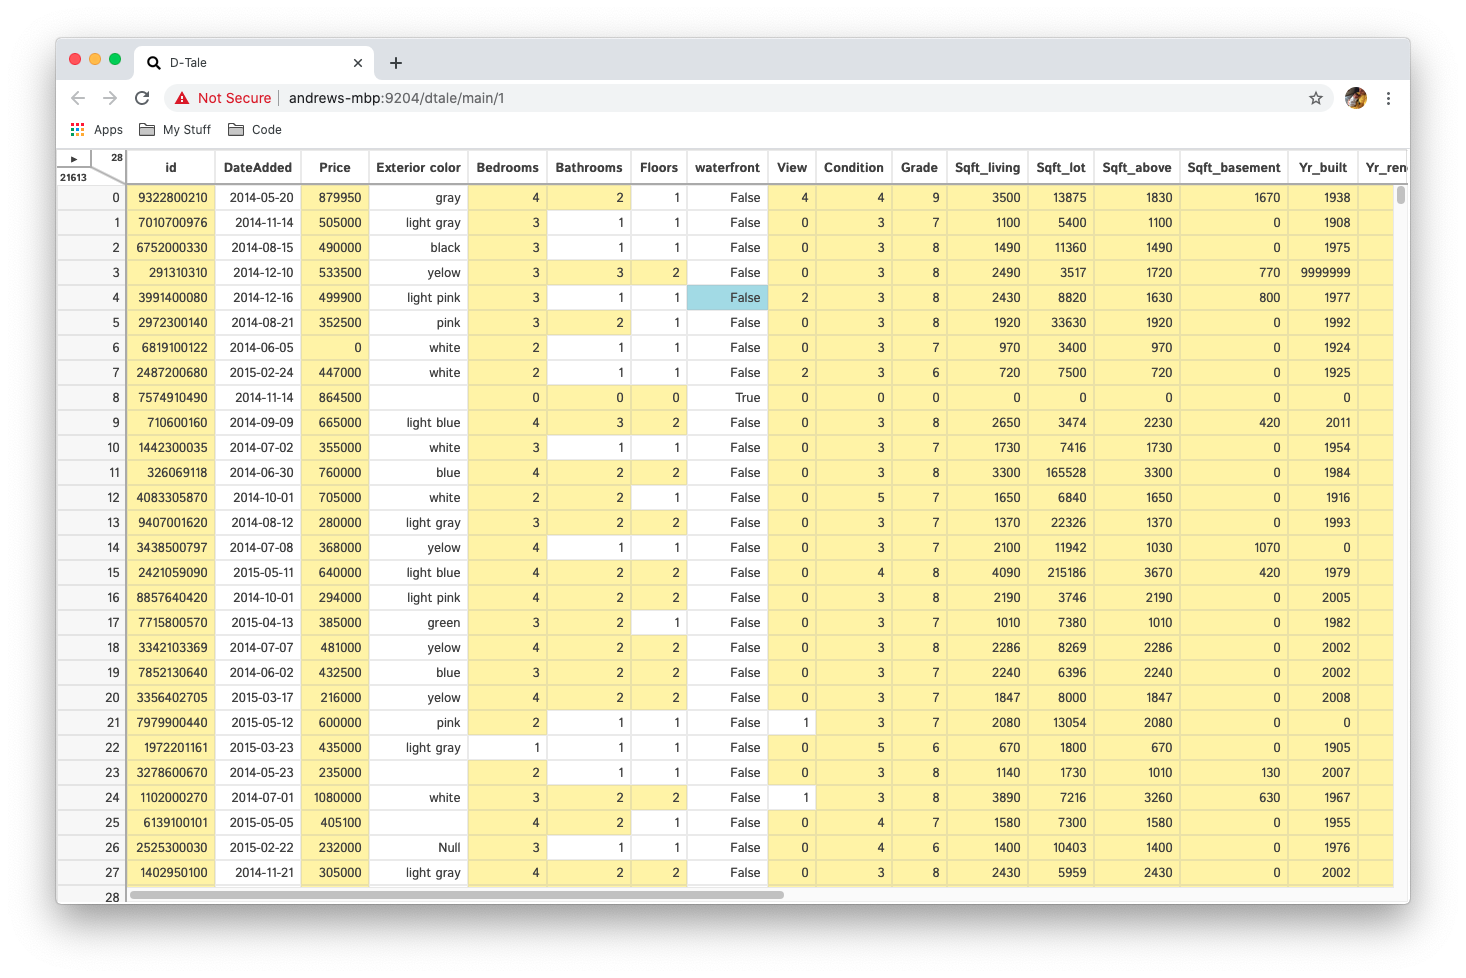 D-Tale
Not Secure | andrews-mbp:9204/dtale/main/1
Apps My Stuff Code
28 id DateAdded Price Exterior color Bedrooms Bathrooms Floors waterfront View Condition Grade Sqft_living Sqft_lot Sqft_above Sqft_basement Yr_built Yr_ren
21613
0 9322800210 2014-05-20 879950 gray 4 2 1 False 4 4 9 3500 13875 1830 1670 1938
1 7010700976 2014-11-14 505000 light gray 3 1 1 False 0 3 7 1100 5400 1100 0 1908
2 6752000330 2014-08-15 490000 black 3 1 1 False 0 3 8 1490 11360 1490 0 1975
3 291310310 2014-12-10 533500 yelow 3 3 2 False 0 3 8 2490 3517 1720 770 9999999
4 3991400080 2014-12-16 499900 light pink 3 1 1 False 2 3 8 2430 8820 1630 800 1977
5 2972300140 2014-08-21 352500 pink 3 2 1 False 0 3 8 1920 33630 1920 0 1992
6 6819100122 2014-06-05 0 white 2 1 1 False 0 3 7 970 3400 970 0 1924
7 2487200680 2015-02-24 447000 white 2 1 1 False 2 3 6 720 7500 720 0 1925
8 7574910490 2014-11-14 864500 0 0 0 True 0 0 0 0 0 0 0 0
9 710600160 2014-09-09 665000 light blue 4 3 2 False 0 3 8 2650 3474 2230 420 2011
10 1442300035 2014-07-02 355000 white 3 1 1 False 0 3 7 1730 7416 1730 0 1954
11 326069118 2014-06-30 760000 blue 4 2 2 False 0 3 8 3300 165528 3300 0 1984
12 4083305870 2014-10-01 705000 white 2 2 1 False 0 5 7 1650 6840 1650 0 1916
13 9407001620 2014-08-12 280000 light gray 3 2 2 False 0 3 7 1370 22326 1370 0 1993
14 3438500797 2014-07-08 368000 yelow 4 1 1 False 0 3 7 2100 11942 1030 1070 0
15 2421059090 2015-05-11 640000 light blue 4 2 2 False 0 4 8 4090 215186 3670 420 1979
16 8857640420 2014-10-01 294000 light pink 4 2 2 False 0 3 8 2190 3746 2190 0 2005
17 7715800570 2015-04-13 385000 green 3 2 1 False 0 3 7 1010 7380 1010 0 1982
18 3342103369 2014-07-07 481000 yelow 4 2 2 False 0 3 8 2286 8269 2286 0 2002
19 7852130640 2014-06-02 432500 blue 3 2 2 False 0 3 7 2240 6396 2240 0 2002
20 3356402705 2015-03-17 216000 yelow 4 2 2 False 0 3 7 1847 8000 1847 0 2008
21 7979900440 2015-05-12 600000 pink 2 1 1 False 1 3 7 2080 13054 2080 0 0
22 1972201161 2015-03-23 435000 light gray 1 1 1 False 0 5 6 670 1800 670 0 1905
23 3278600670 2014-05-23 235000 2 1 1 False 0 3 8 1140 1730 1010 130 2007
24 1102000270 2014-07-01 1080000 white 3 2 2 False 1 3 8 3890 7216 3260 630 1967
25 6139100101 2015-05-05 405100 4 2 1 False 0 4 7 1580 7300 1580 0 1955
26 2525300030 2015-02-22 232000 Null 3 1 1 False 0 4 6 1400 10403 1400 0 1976
27 1402950100 2014-11-21 305000 light gray 4 2 2 False 0 3 8 2430 5959 2430 0 2002
28